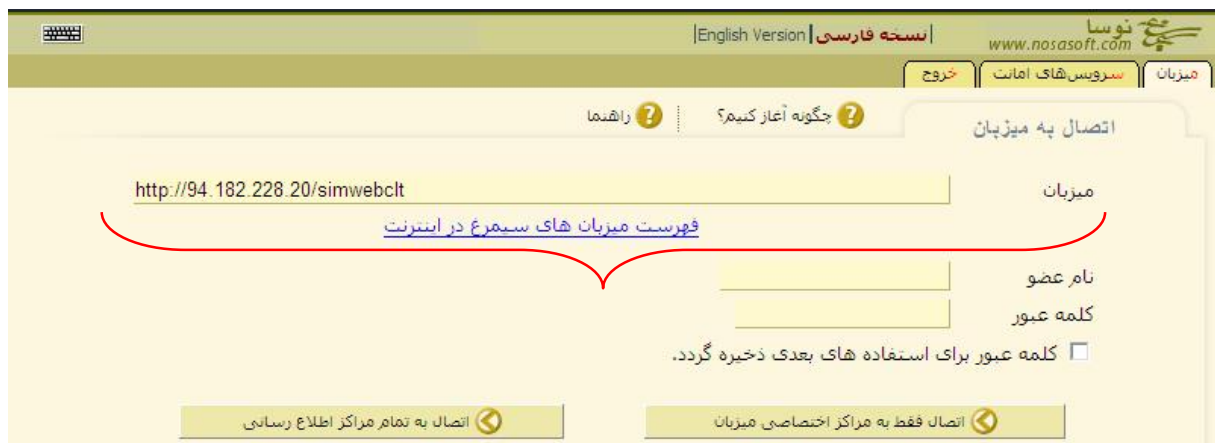 نوسا
www.nosasoft.com
|نسخه فارسی|English Version|
میزبان سرویس‌های امانت خروج
اتصال به میزبان
چگونه آغاز کنیم؟ راهنما
میزبان http://94.182.228.20/simwebclt
فهرست میزبان های سیمرغ در اینترنت
نام عضو
کلمه عبور
کلمه عبور برای استفاده های بعدی ذخیره گردد.
اتصال فقط به مراکز اختصاصی میزبان اتصال به تمام مراکز اطلاع رسانی